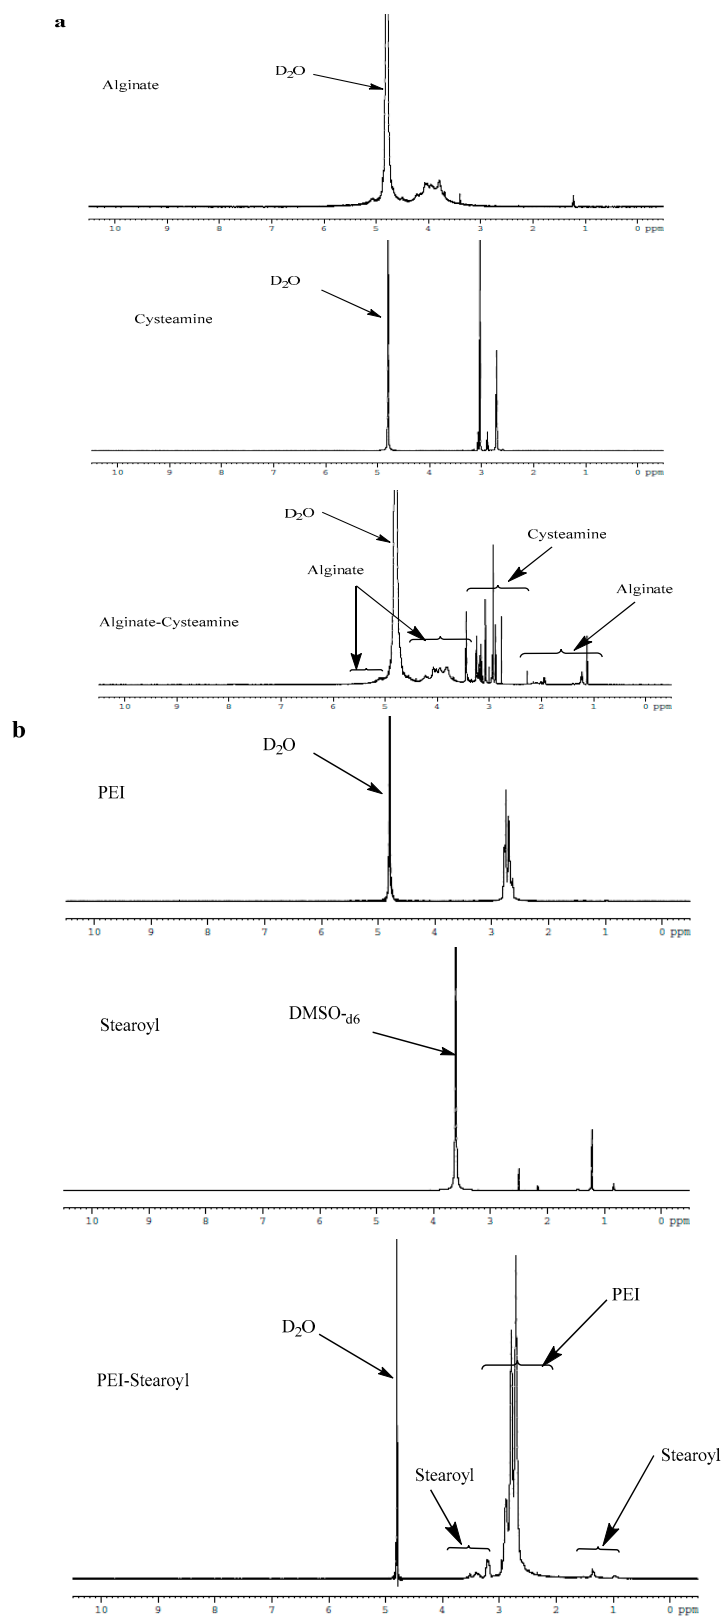 a
D₂O
Alginate
10 9 8 7 6 5 4 3 2 1 0 ppm
D₂O
Cysteamine
10 9 8 7 6 5 4 3 2 1 0 ppm
D₂O
Cysteamine
Alginate
Alginate
Alginate-Cysteamine
10 9 8 7 6 5 4 3 2 1 0 ppm
b
D₂O
PEI
10 9 8 7 6 5 4 3 2 1 0 ppm
DMSO-d6
Stearoyl
10 9 8 7 6 5 4 3 2 1 0 ppm
PEI
D₂O
PEI-Stearoyl
Stearoyl
Stearoyl
10 9 8 7 6 5 4 3 2 1 0 ppm